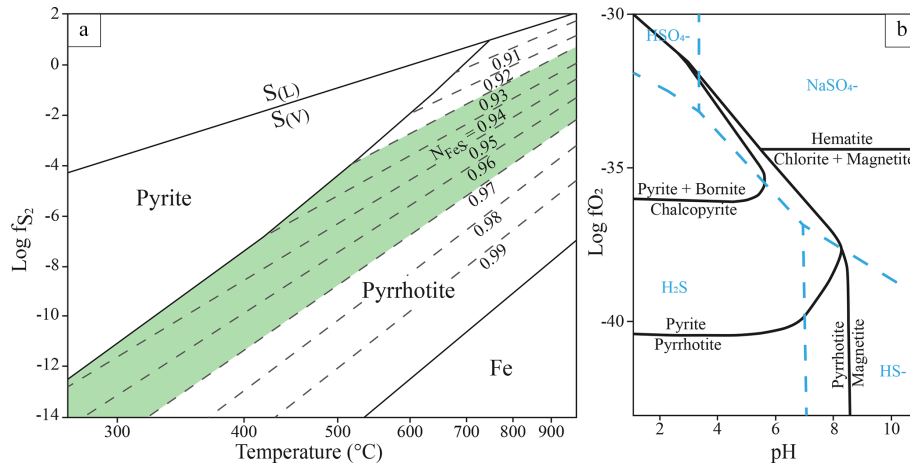 a
2
0
-2
-4
-6
-8
-10
-12
-14
Log fS2
S(L)
S(V)
Pyrite
Pyrrhotite
Fe
0.91
0.92
0.93
NFeS = 0.94
0.95
0.96
0.97
0.98
0.99
300
400
500
600
700
800
900
Temperature (°C)
b
-30
-35
-40
Log fO2
HSO4-
NaSO4-
Hematite
Chlorite + Magnetite
Pyrite + Bornite
Chalcopyrite
H2S
Pyrite
Pyrrhotite
Pyrrhotite
Magnetite
HS-
2
4
6
8
10
pH